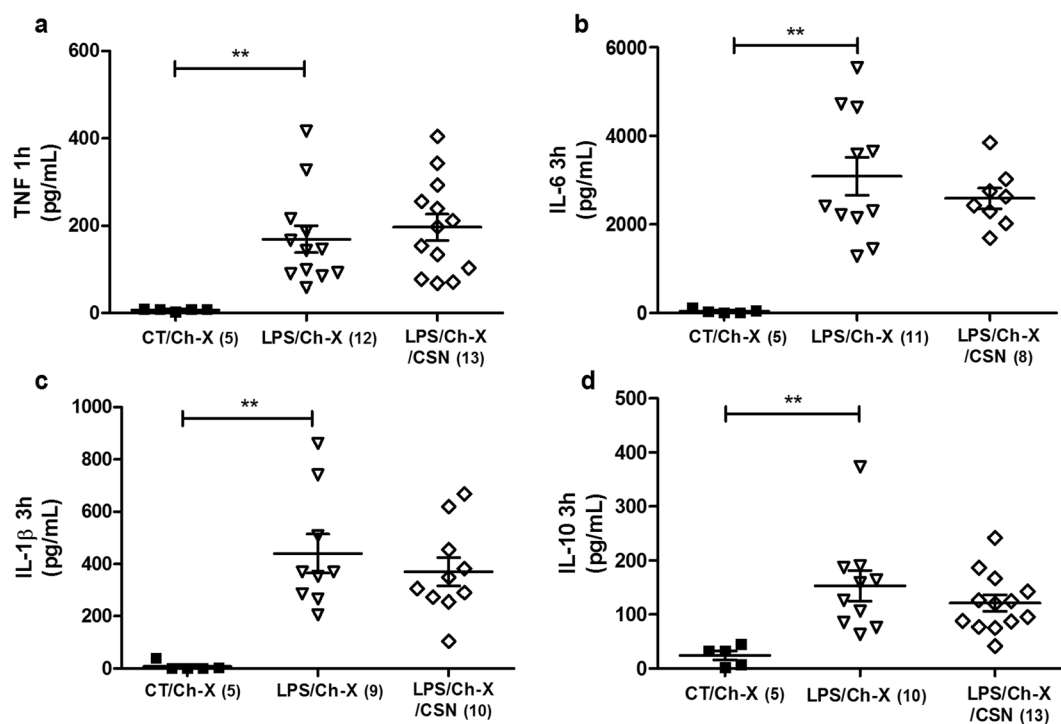 a
TNF 1h
(pg/mL)
600
400
200
0
**
CT/Ch-X (5)
LPS/Ch-X (12)
LPS/Ch-X
/CSN (13)
b
IL-6 3h
(pg/mL)
6000
4000
2000
0
**
CT/Ch-X (5)
LPS/Ch-X (11)
LPS/Ch-X
/CSN (8)
c
IL-1β 3h
(pg/mL)
1000
800
600
400
200
0
**
CT/Ch-X (5)
LPS/Ch-X (9)
LPS/Ch-X
/CSN (10)
d
IL-10 3h
(pg/mL)
500
400
300
200
100
0
**
CT/Ch-X (5)
LPS/Ch-X (10)
LPS/Ch-X
/CSN (13)